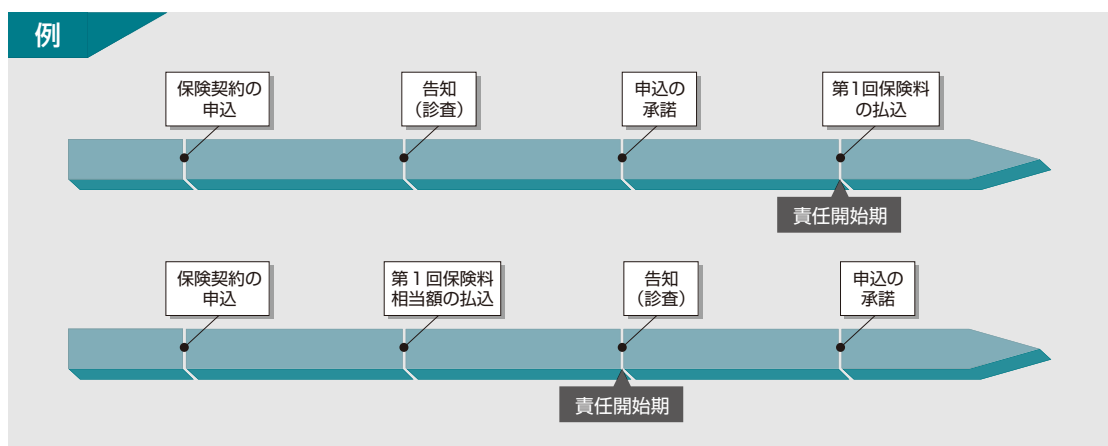 例
保険契約の
申込
告知
（診査）
申込の
承諾
第1回保険料
の払込
責任開始期
保険契約の
申込
第1回保険料
相当額の払込
告知
（診査）
申込の
承諾
責任開始期